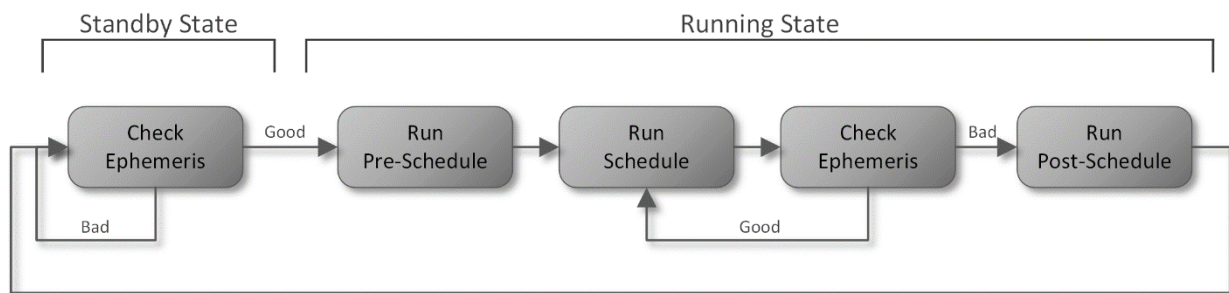 Standby State
Running State
Check
Ephemeris
Good
Run
Pre-Schedule
Run
Schedule
Check
Ephemeris
Bad
Run
Post-Schedule
Bad
Good